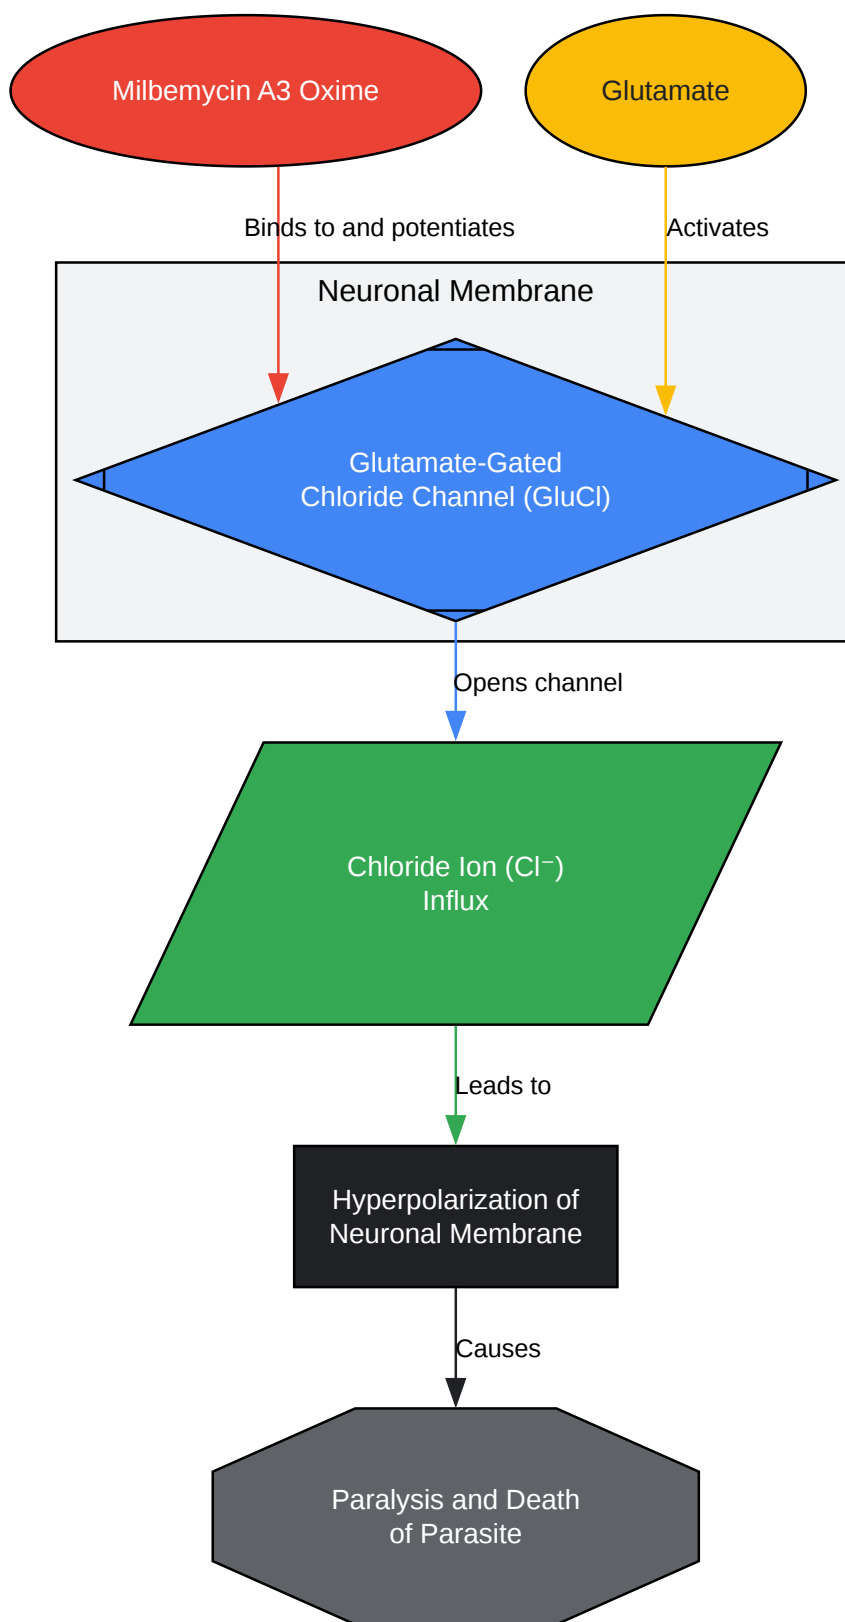 Milbemycin A3 Oxime
Glutamate
Binds to and potentiates
Activates
Neuronal Membrane
Glutamate-Gated
Chloride Channel (GluCl)
Opens channel
Chloride Ion (Cl⁻)
Influx
Leads to
Hyperpolarization of
Neuronal Membrane
Causes
Paralysis and Death
of Parasite